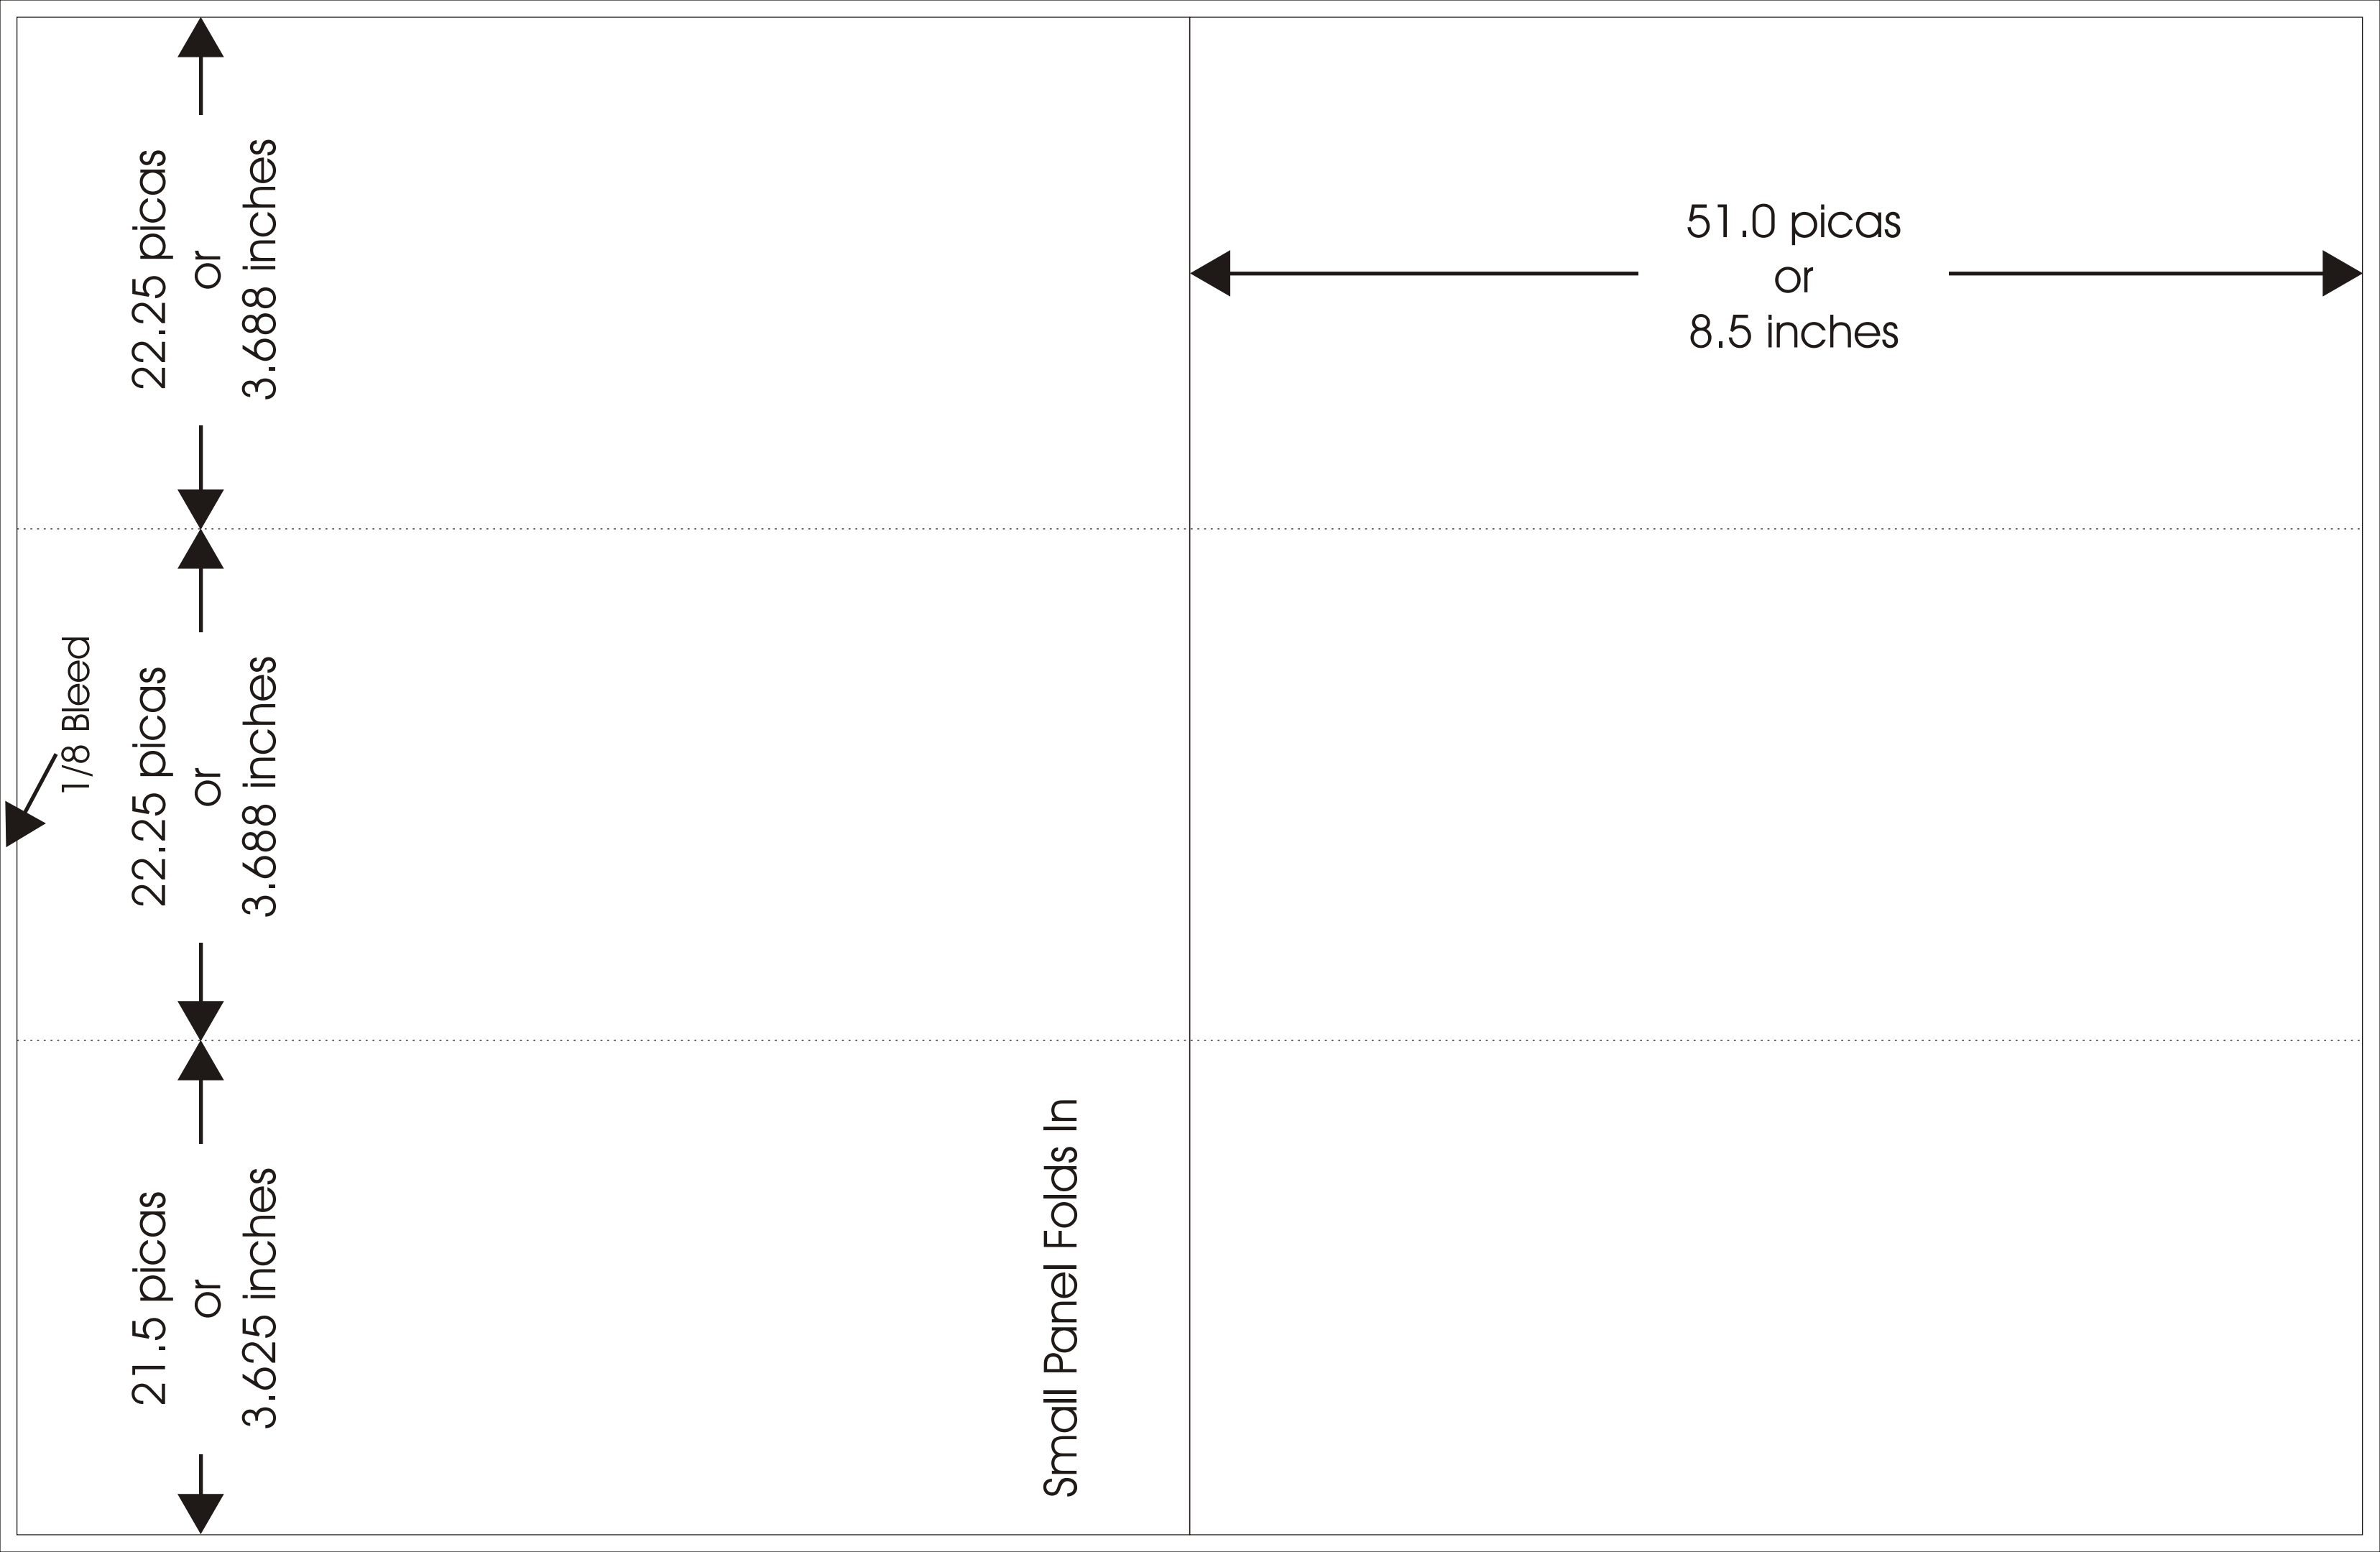 22.25 picas
or
3.688 inches
51.0 picas
or
8.5 inches
1/8 Bleed
22.25 picas
or
3.688 inches
21.5 picas
or
3.625 inches
Small Panel Folds In